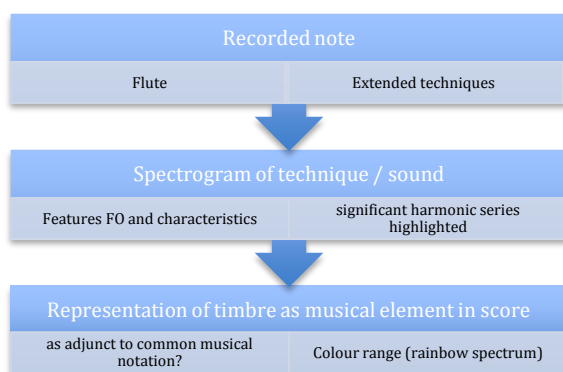 Recorded note
Flute
Extended techniques
Spectrogram of technique / sound
Features FO and characteristics
significant harmonic series
highlighted
Representation of timbre as musical element in score
as adjunct to common musical
notation?
Colour range (rainbow spectrum)